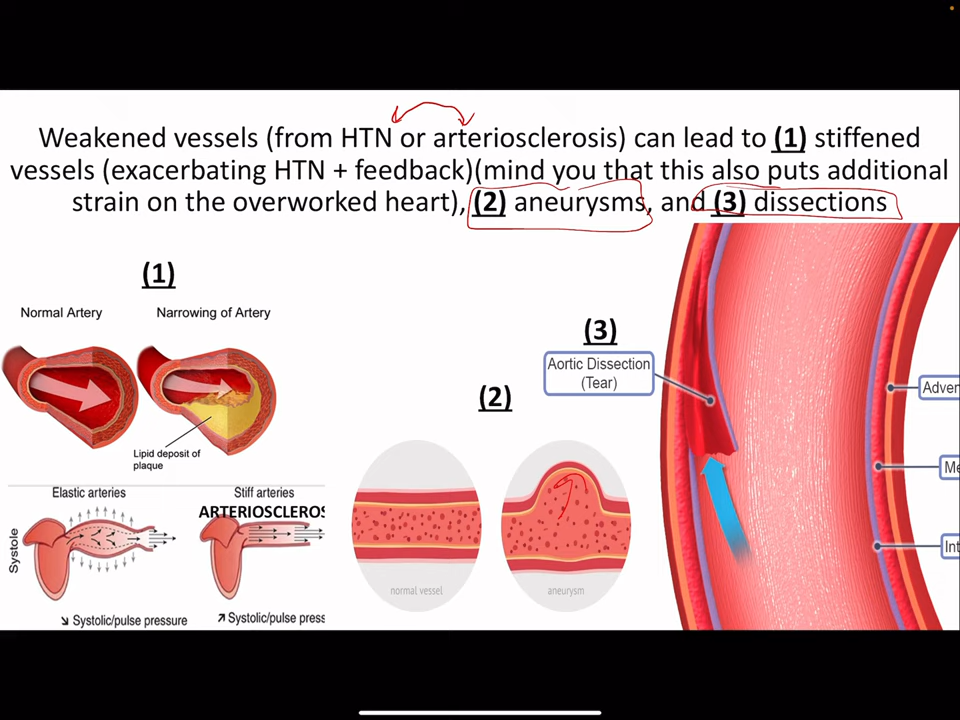 Weakened vessels (from HTN or arteriosclerosis) can lead to (1) stiffened
vessels (exacerbating HTN + feedback)(mind you that this also puts additional
strain on the overworked heart), (2) aneurysms, and (3) dissections
(1)
Normal Artery
Narrowing of Artery
Lipid deposit of
plaque
Elastic arteries
Stiff arteries
ARTERIOSCLEROS
Systole
↘ Systolic/pulse pressure
↗ Systolic/pulse press
(2)
normal vessel
aneurysm
(3)
Aortic Dissection
(Tear)
Adven
Me
Int